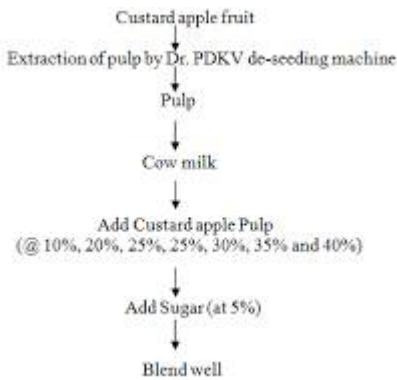 Custard apple fruit
Extraction of pulp by Dr. PDKV de-seeding machine
Pulp
Cow milk
Add Custard apple Pulp
(@ 10%, 20%, 25%, 25%, 30%, 35% and 40%)
Add Sugar (at 5%)
Blend well